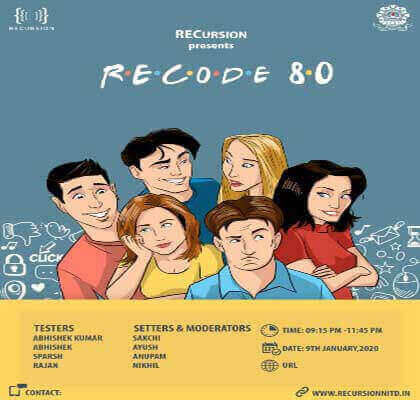 RECURSION
RECursion
presents
R·E·C·O·D·E 8·0
CLICK
TESTERS
ABHISHEK KUMAR
ABHISHEK
SPARSH
RAJAN
SETTERS & MODERATORS
SAKCHI
AYUSH
ANUPAM
NIKHIL
TIME: 09:15 PM -11:45 PM
DATE: 9TH JANUARY,2020
URL
CONTACT:
WWW.RECURSIONNITD.IN